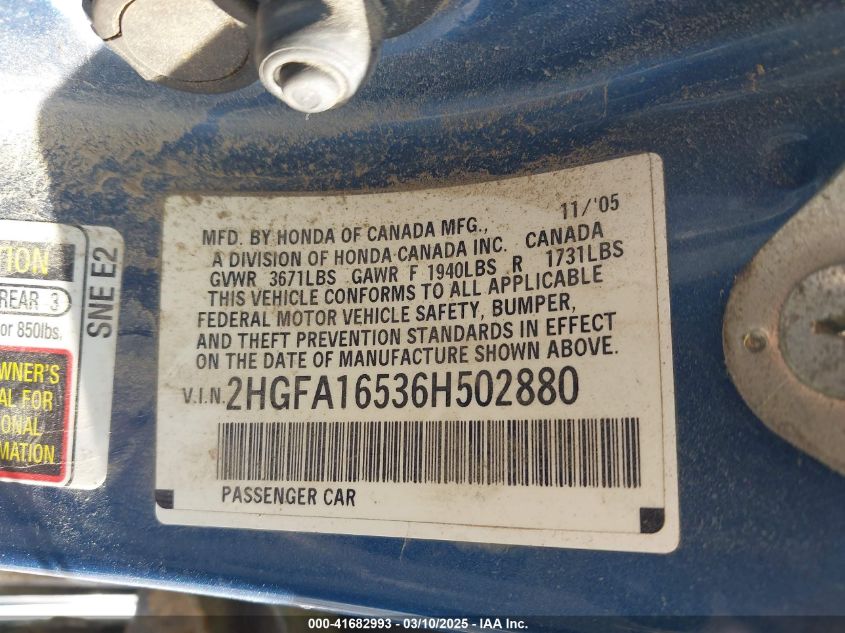 11/'05
MFD. BY HONDA OF CANADA MFG.,
A DIVISION OF HONDA CANADA INC. CANADA
GVWR 3671LBS GAWR F 1940LBS R 1731LBS
THIS VEHICLE CONFORMS TO ALL APPLICABLE
FEDERAL MOTOR VEHICLE SAFETY, BUMPER,
AND THEFT PREVENTION STANDARDS IN EFFECT
ON THE DATE OF MANUFACTURE SHOWN ABOVE.
V.I.N. 2HGFA16536H502880
PASSENGER CAR
TION
REAR 3
or 850lbs.
WNER'S
AL FOR
ONAL
MATION
SNE E2
000-41682993 - 03/10/2025 - IAA Inc.